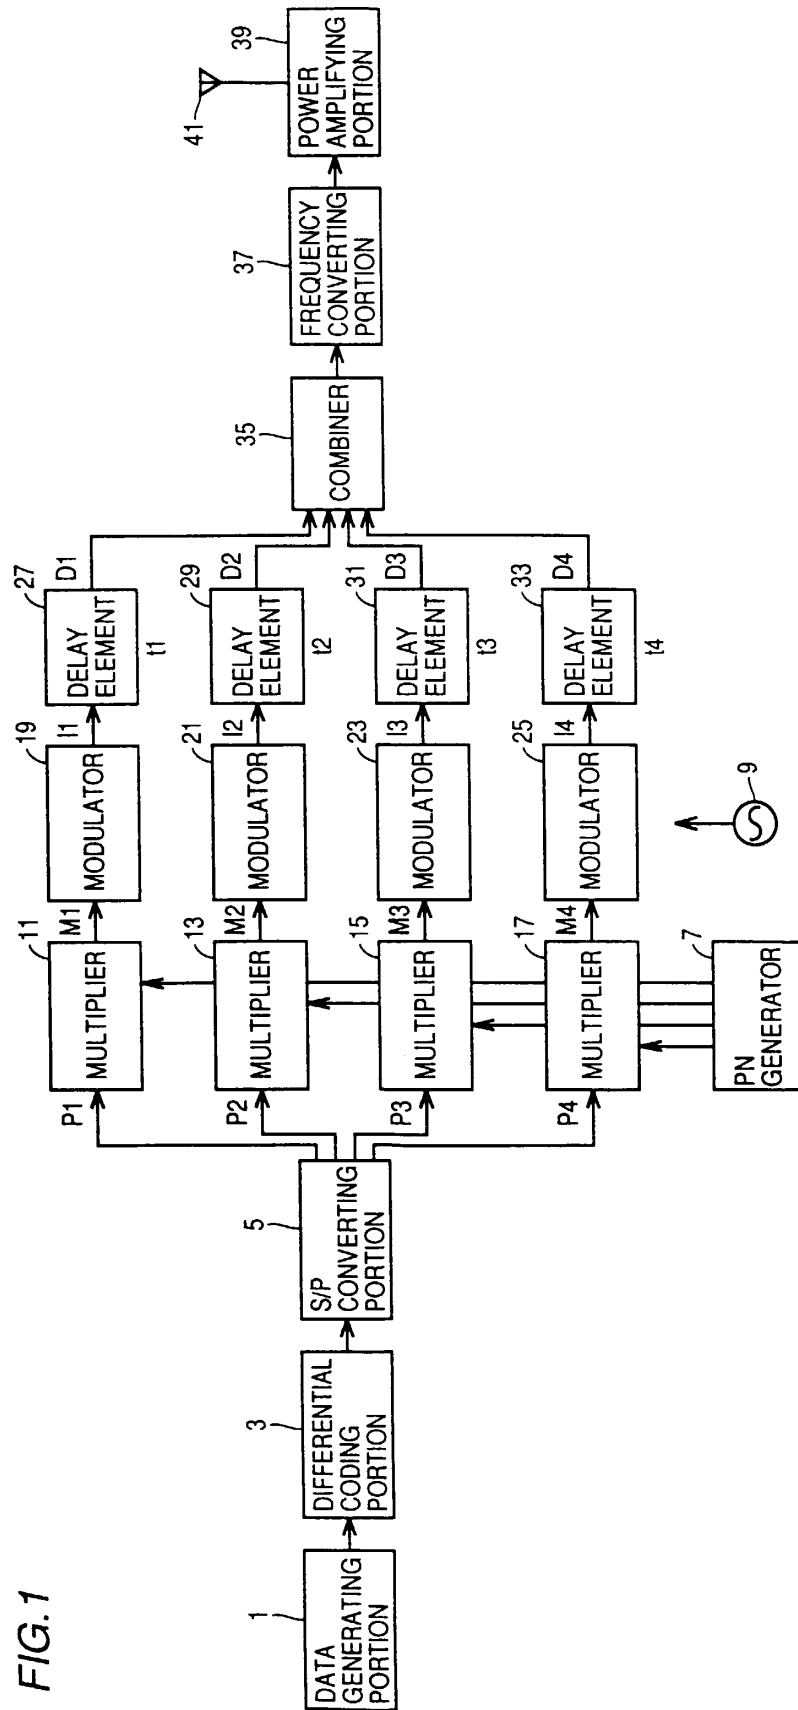 FIG.1
1
DATA
GENERATING
PORTION
3
DIFFERENTIAL
CODING
PORTION
5
S/P
CONVERTING
PORTION
P1
P2
P3
P4
11
MULTIPLIER
13
MULTIPLIER
15
MULTIPLIER
17
MULTIPLIER
7
PN
GENERATOR
M1
M2
M3
M4
19
MODULATOR
21
MODULATOR
23
MODULATOR
25
MODULATOR
9
I1
I2
I3
I4
27
DELAY
ELEMENT
t1
29
DELAY
ELEMENT
t2
31
DELAY
ELEMENT
t3
33
DELAY
ELEMENT
t4
D1
D2
D3
D4
35
COMBINER
37
FREQUENCY
CONVERTING
PORTION
39
POWER
AMPLIFYING
PORTION
41